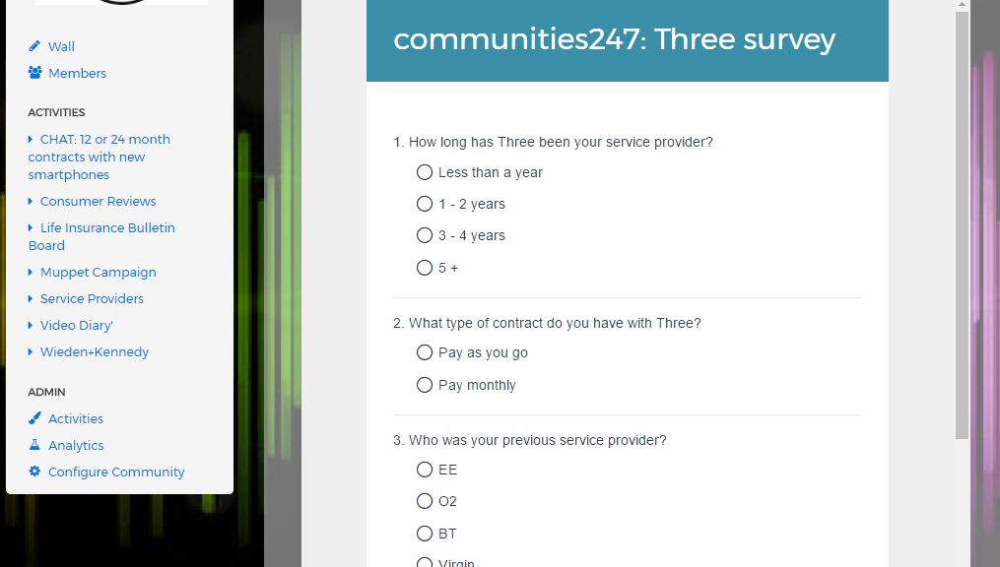 Wall
Members
ACTIVITIES
CHAT: 12 or 24 month
contracts with new
smartphones
Consumer Reviews
Life Insurance Bulletin
Board
Muppet Campaign
Service Providers
Video Diary'
Wieden+Kennedy
ADMIN
Activities
Analytics
Configure Community
communities247: Three survey
1. How long has Three been your service provider?
Less than a year
1 - 2 years
3 - 4 years
5 +
2. What type of contract do you have with Three?
Pay as you go
Pay monthly
3. Who was your previous service provider?
EE
O2
BT
Virgin